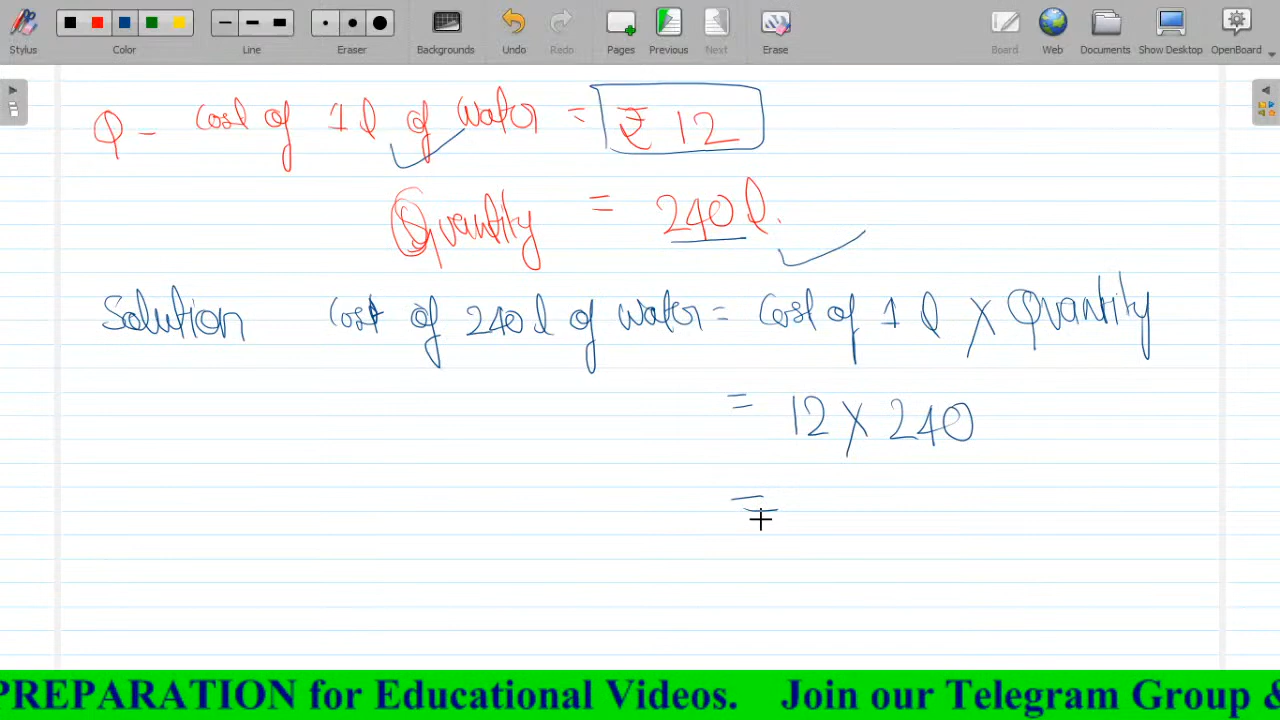 Stylus Color Line Eraser Backgrounds Undo Redo Pages Previous Next Erase Board Web Documents Show Desktop OpenBoard
Q - cost of 1 l of water = ₹ 12
Quantity = 240 l.
Solution cost of 240 l of water = cost of 1 l X Quantity
= 12 X 240
=
PREPARATION for Educational Videos. Join our Telegram Group &